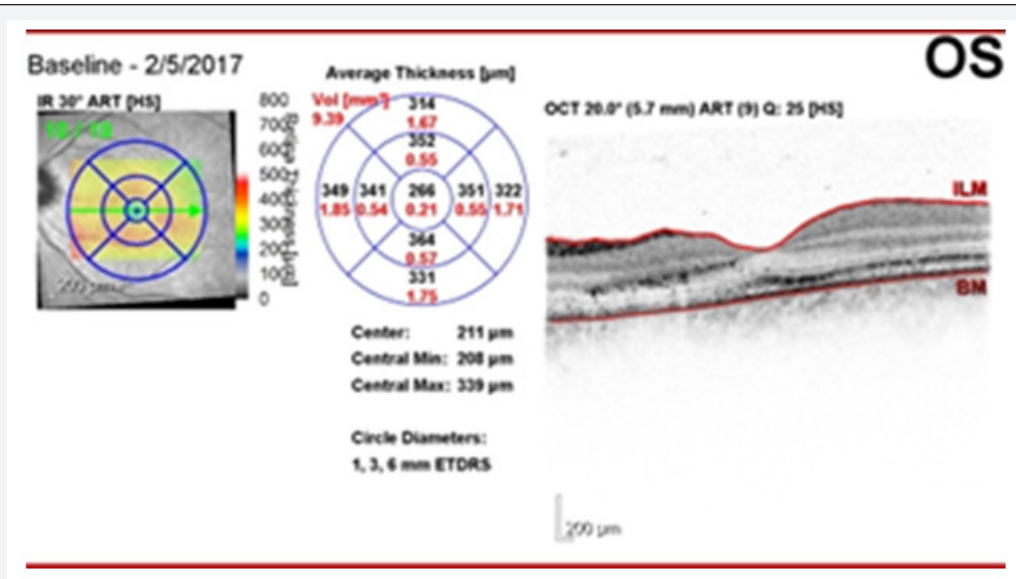 OS
Baseline - 2/5/2017
Average Thickness [µm]
IR 30° ART [HS]
800
700
600
500
400
300
200
100
0
Vol [mm³]
9.39
314
1.67
352
0.55
349 341 266 351 322
1.85 0.54 0.21 0.55 1.71
364
0.57
331
1.75
Center: 211 µm
Central Min: 208 µm
Central Max: 339 µm
Circle Diameters:
1, 3, 6 mm ETDRS
OCT 20.0° (5.7 mm) ART (9) Q: 25 [HS]
ILM
BM
200 µm
200 µm